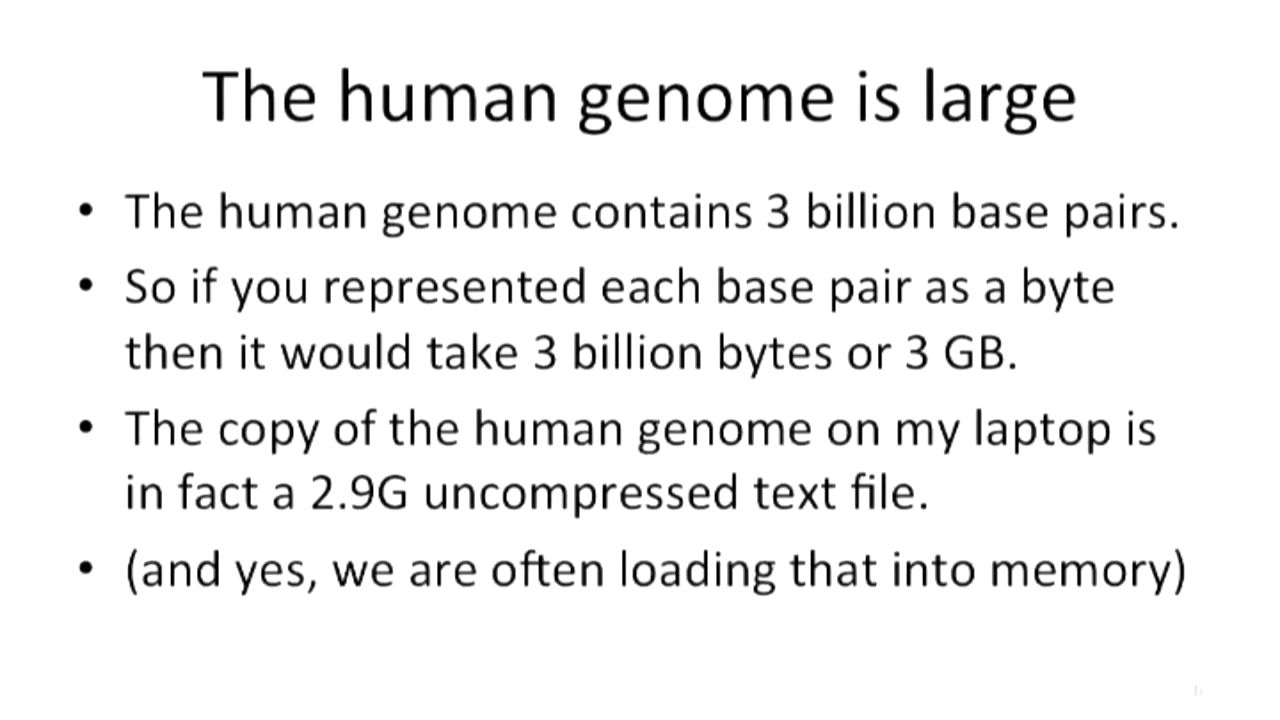 The human genome is large
• The human genome contains 3 billion base pairs.
• So if you represented each base pair as a byte
then it would take 3 billion bytes or 3 GB.
• The copy of the human genome on my laptop is
in fact a 2.9G uncompressed text file.
• (and yes, we are often loading that into memory)